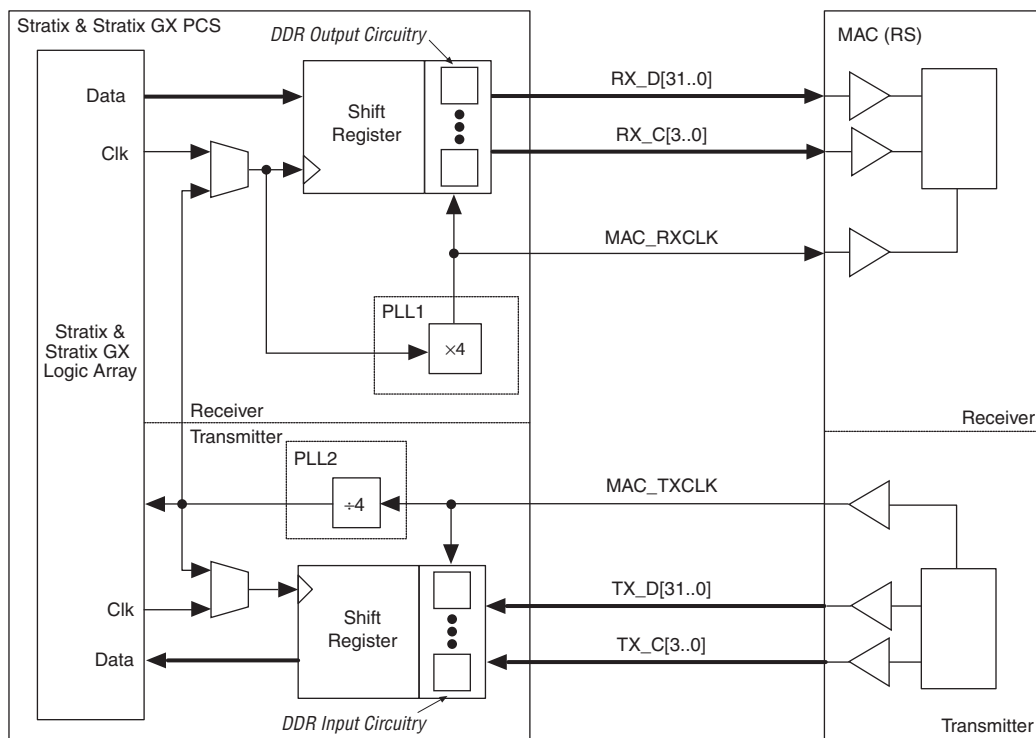 Stratix & Stratix GX PCS
DDR Output Circuitry
MAC (RS)
Data
Shift
Register
RX_D[31..0]
Clk
RX_C[3..0]
MAC_RXCLK
PLL1
×4
Stratix &
Stratix GX
Logic Array
Receiver
Transmitter
Receiver
PLL2
÷4
MAC_TXCLK
Clk
Shift
Register
TX_D[31..0]
Data
TX_C[3..0]
DDR Input Circuitry
Transmitter